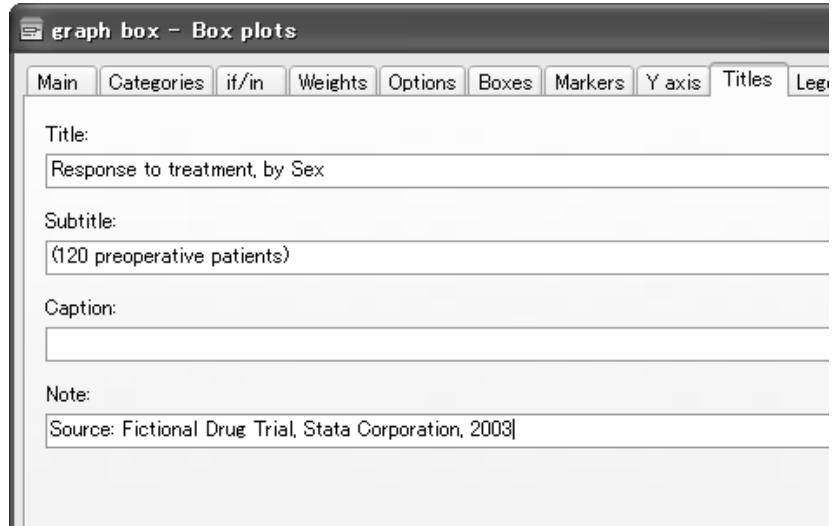 graph box - Box plots
Main Categories if/in Weights Options Boxes Markers Y axis Titles Lege
Title:
Response to treatment, by Sex
Subtitle:
(120 preoperative patients)
Caption:
Note:
Source: Fictional Drug Trial, Stata Corporation, 2003